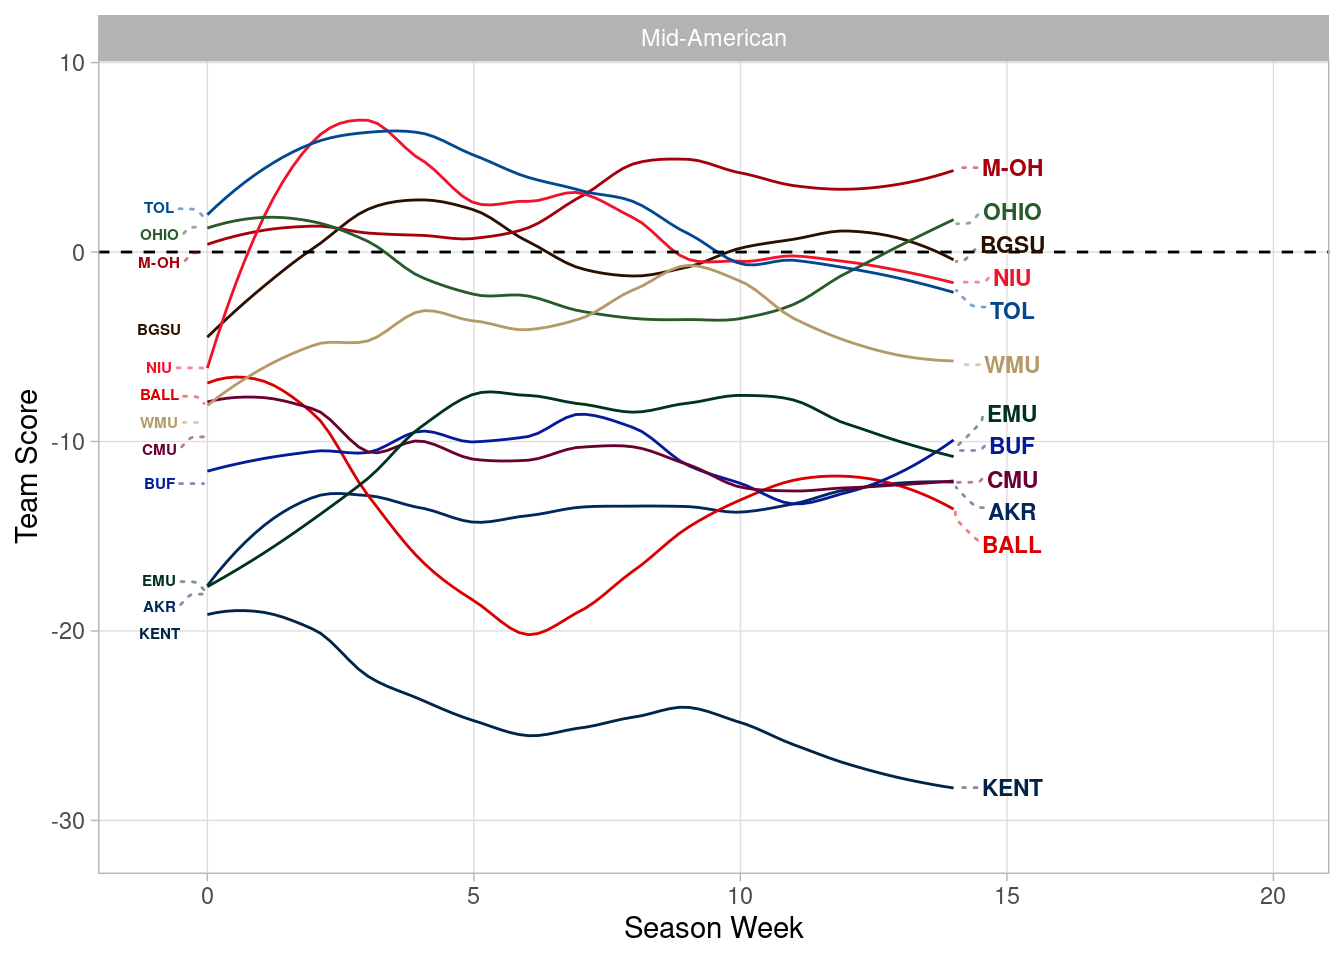 Mid-American
10
0
-10
-20
-30
Team Score
TOL
OHIO
M-OH
BGSU
NIU
BALL
WMU
CMU
BUF
EMU
AKR
KENT
M-OH
OHIO
BGSU
NIU
TOL
WMU
EMU
BUF
CMU
AKR
BALL
KENT
0 5 10 15 20
Season Week